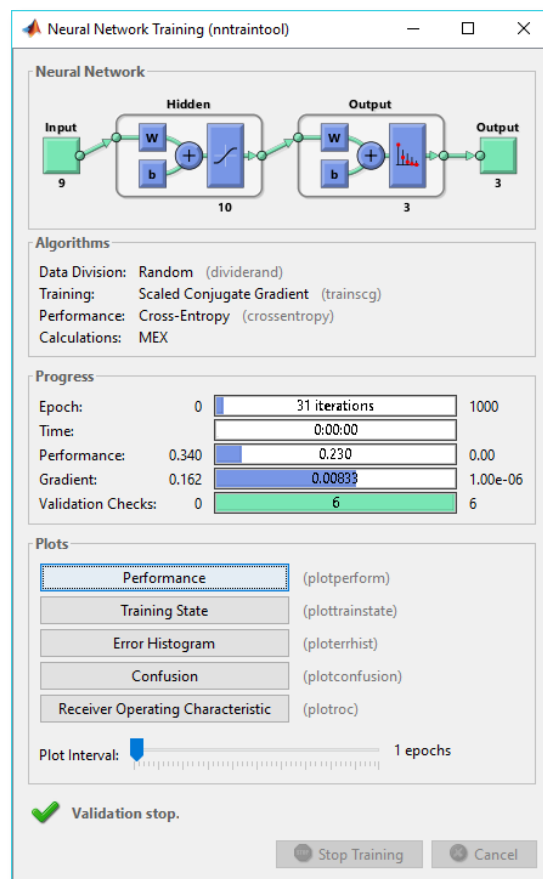 Neural Network Training (nntraintool)
Neural Network
Hidden Output
Input Output
W W
b b
9 3
10 3
Algorithms
Data Division: Random (dividerand)
Training: Scaled Conjugate Gradient (trainscg)
Performance: Cross-Entropy (crossentropy)
Calculations: MEX
Progress
Epoch: 0 31 iterations 1000
Time: 0:00:00
Performance: 0.340 0.230 0.00
Gradient: 0.162 0.00833 1.00e-06
Validation Checks: 0 6 6
Plots
Performance (plotperform)
Training State (plottrainstate)
Error Histogram (ploterrhist)
Confusion (plotconfusion)
Receiver Operating Characteristic (plotroc)
Plot Interval: 1 epochs
Validation stop.
Stop Training Cancel